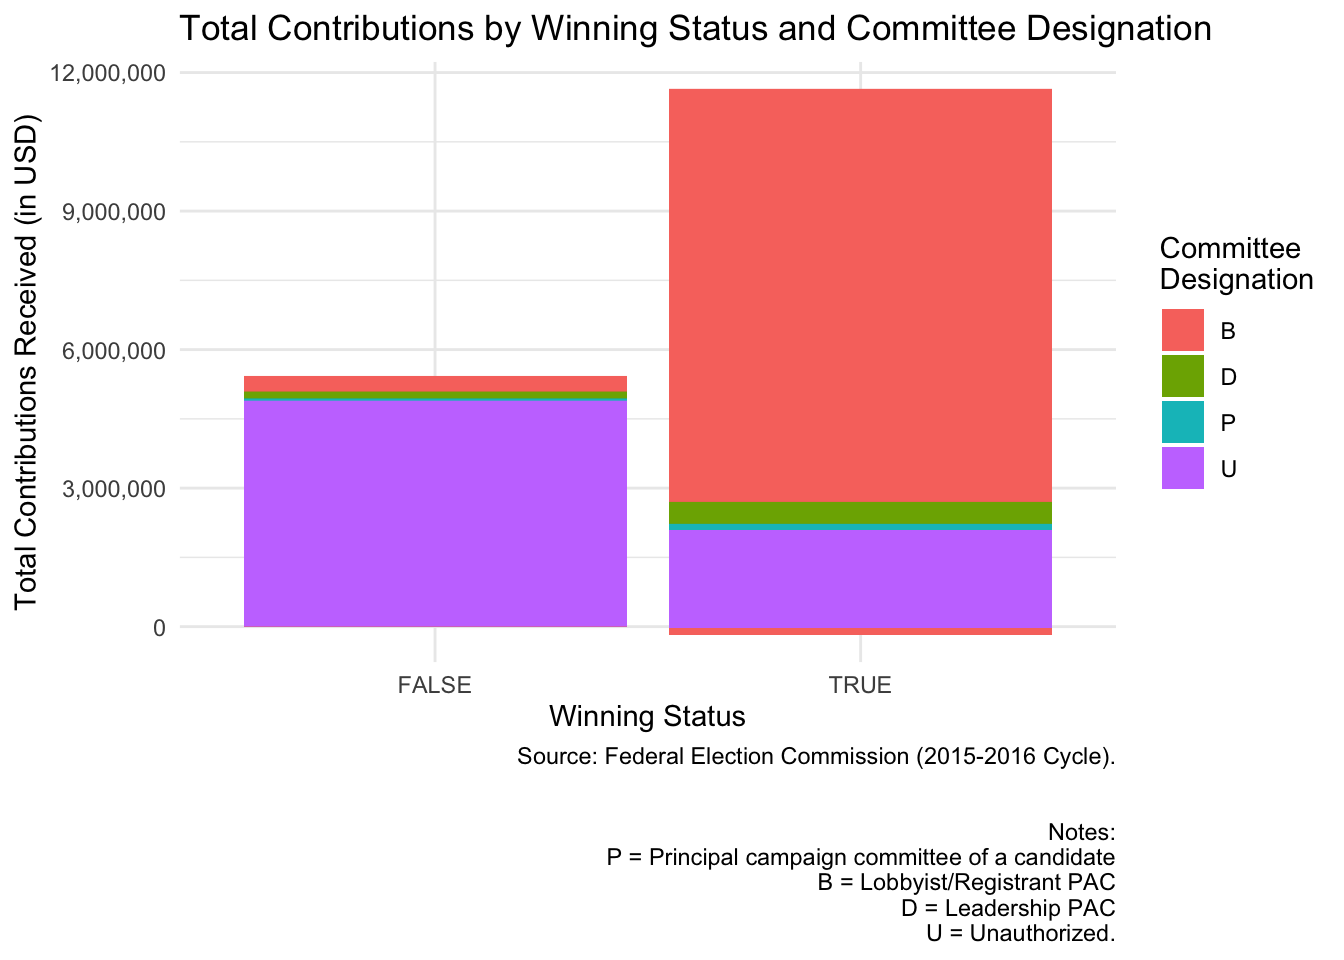 Total Contributions by Winning Status and Committee Designation
Total Contributions Received (in USD)
12,000,000
9,000,000
6,000,000
3,000,000
0
FALSE
TRUE
Winning Status
Committee
Designation
B
D
P
U
Source: Federal Election Commission (2015-2016 Cycle).
Notes:
P = Principal campaign committee of a candidate
B = Lobbyist/Registrant PAC
D = Leadership PAC
U = Unauthorized.